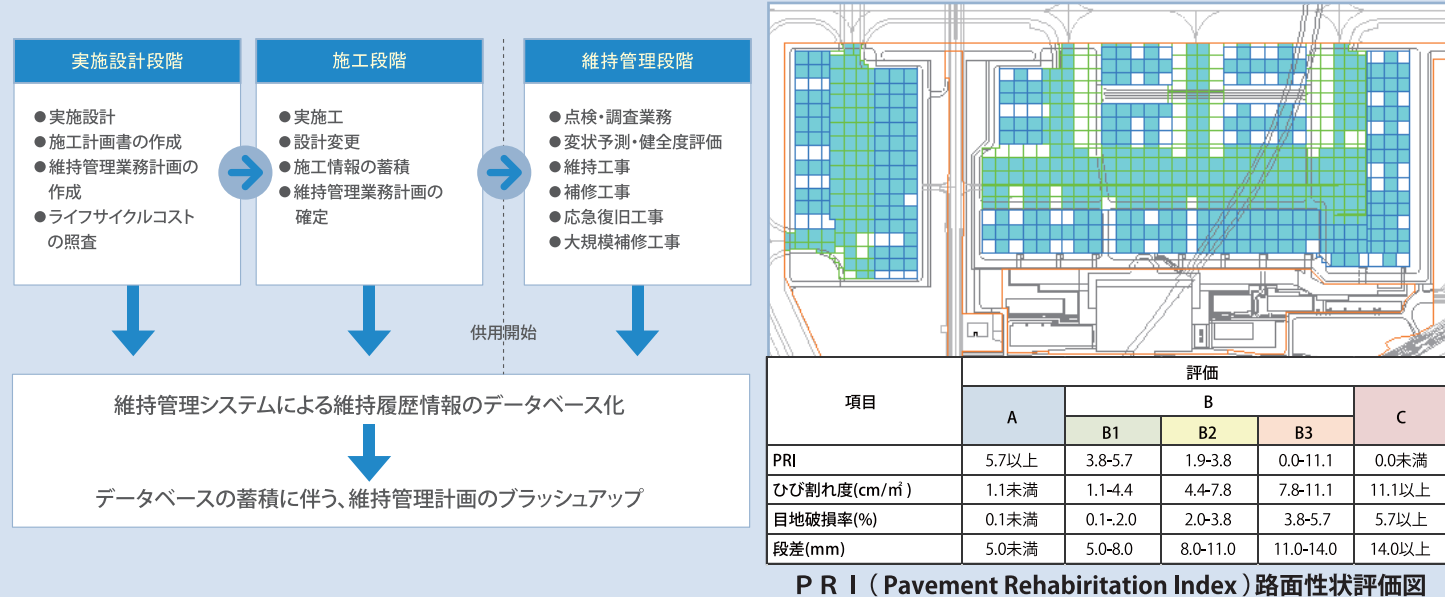 実施設計段階
●実施設計
●施工計画書の作成
●維持管理業務計画の
作成
●ライフサイクルコスト
の照査
施工段階
●実施工
●設計変更
●施工情報の蓄積
●維持管理業務計画の
確定
維持管理段階
●点検・調査業務
●変状予測・健全度評価
●維持工事
●補修工事
●応急復旧工事
●大規模補修工事
供用開始
維持管理システムによる維持履歴情報のデータベース化
データベースの蓄積に伴う、維持管理計画のブラッシュアップ
項目 評価
A B C
B1 B2 B3
PRI 5.7以上 3.8-5.7 1.9-3.8 0.0-11.1 0.0未満
ひび割れ度(cm/㎡) 1.1未満 1.1-4.4 4.4-7.8 7.8-11.1 11.1以上
目地破損率(%) 0.1未満 0.1-.2.0 2.0-3.8 3.8-5.7 5.7以上
段差(mm) 5.0未満 5.0-8.0 8.0-11.0 11.0-14.0 14.0以上
PRI(Pavement Rehabiritation Index)路面性状評価図